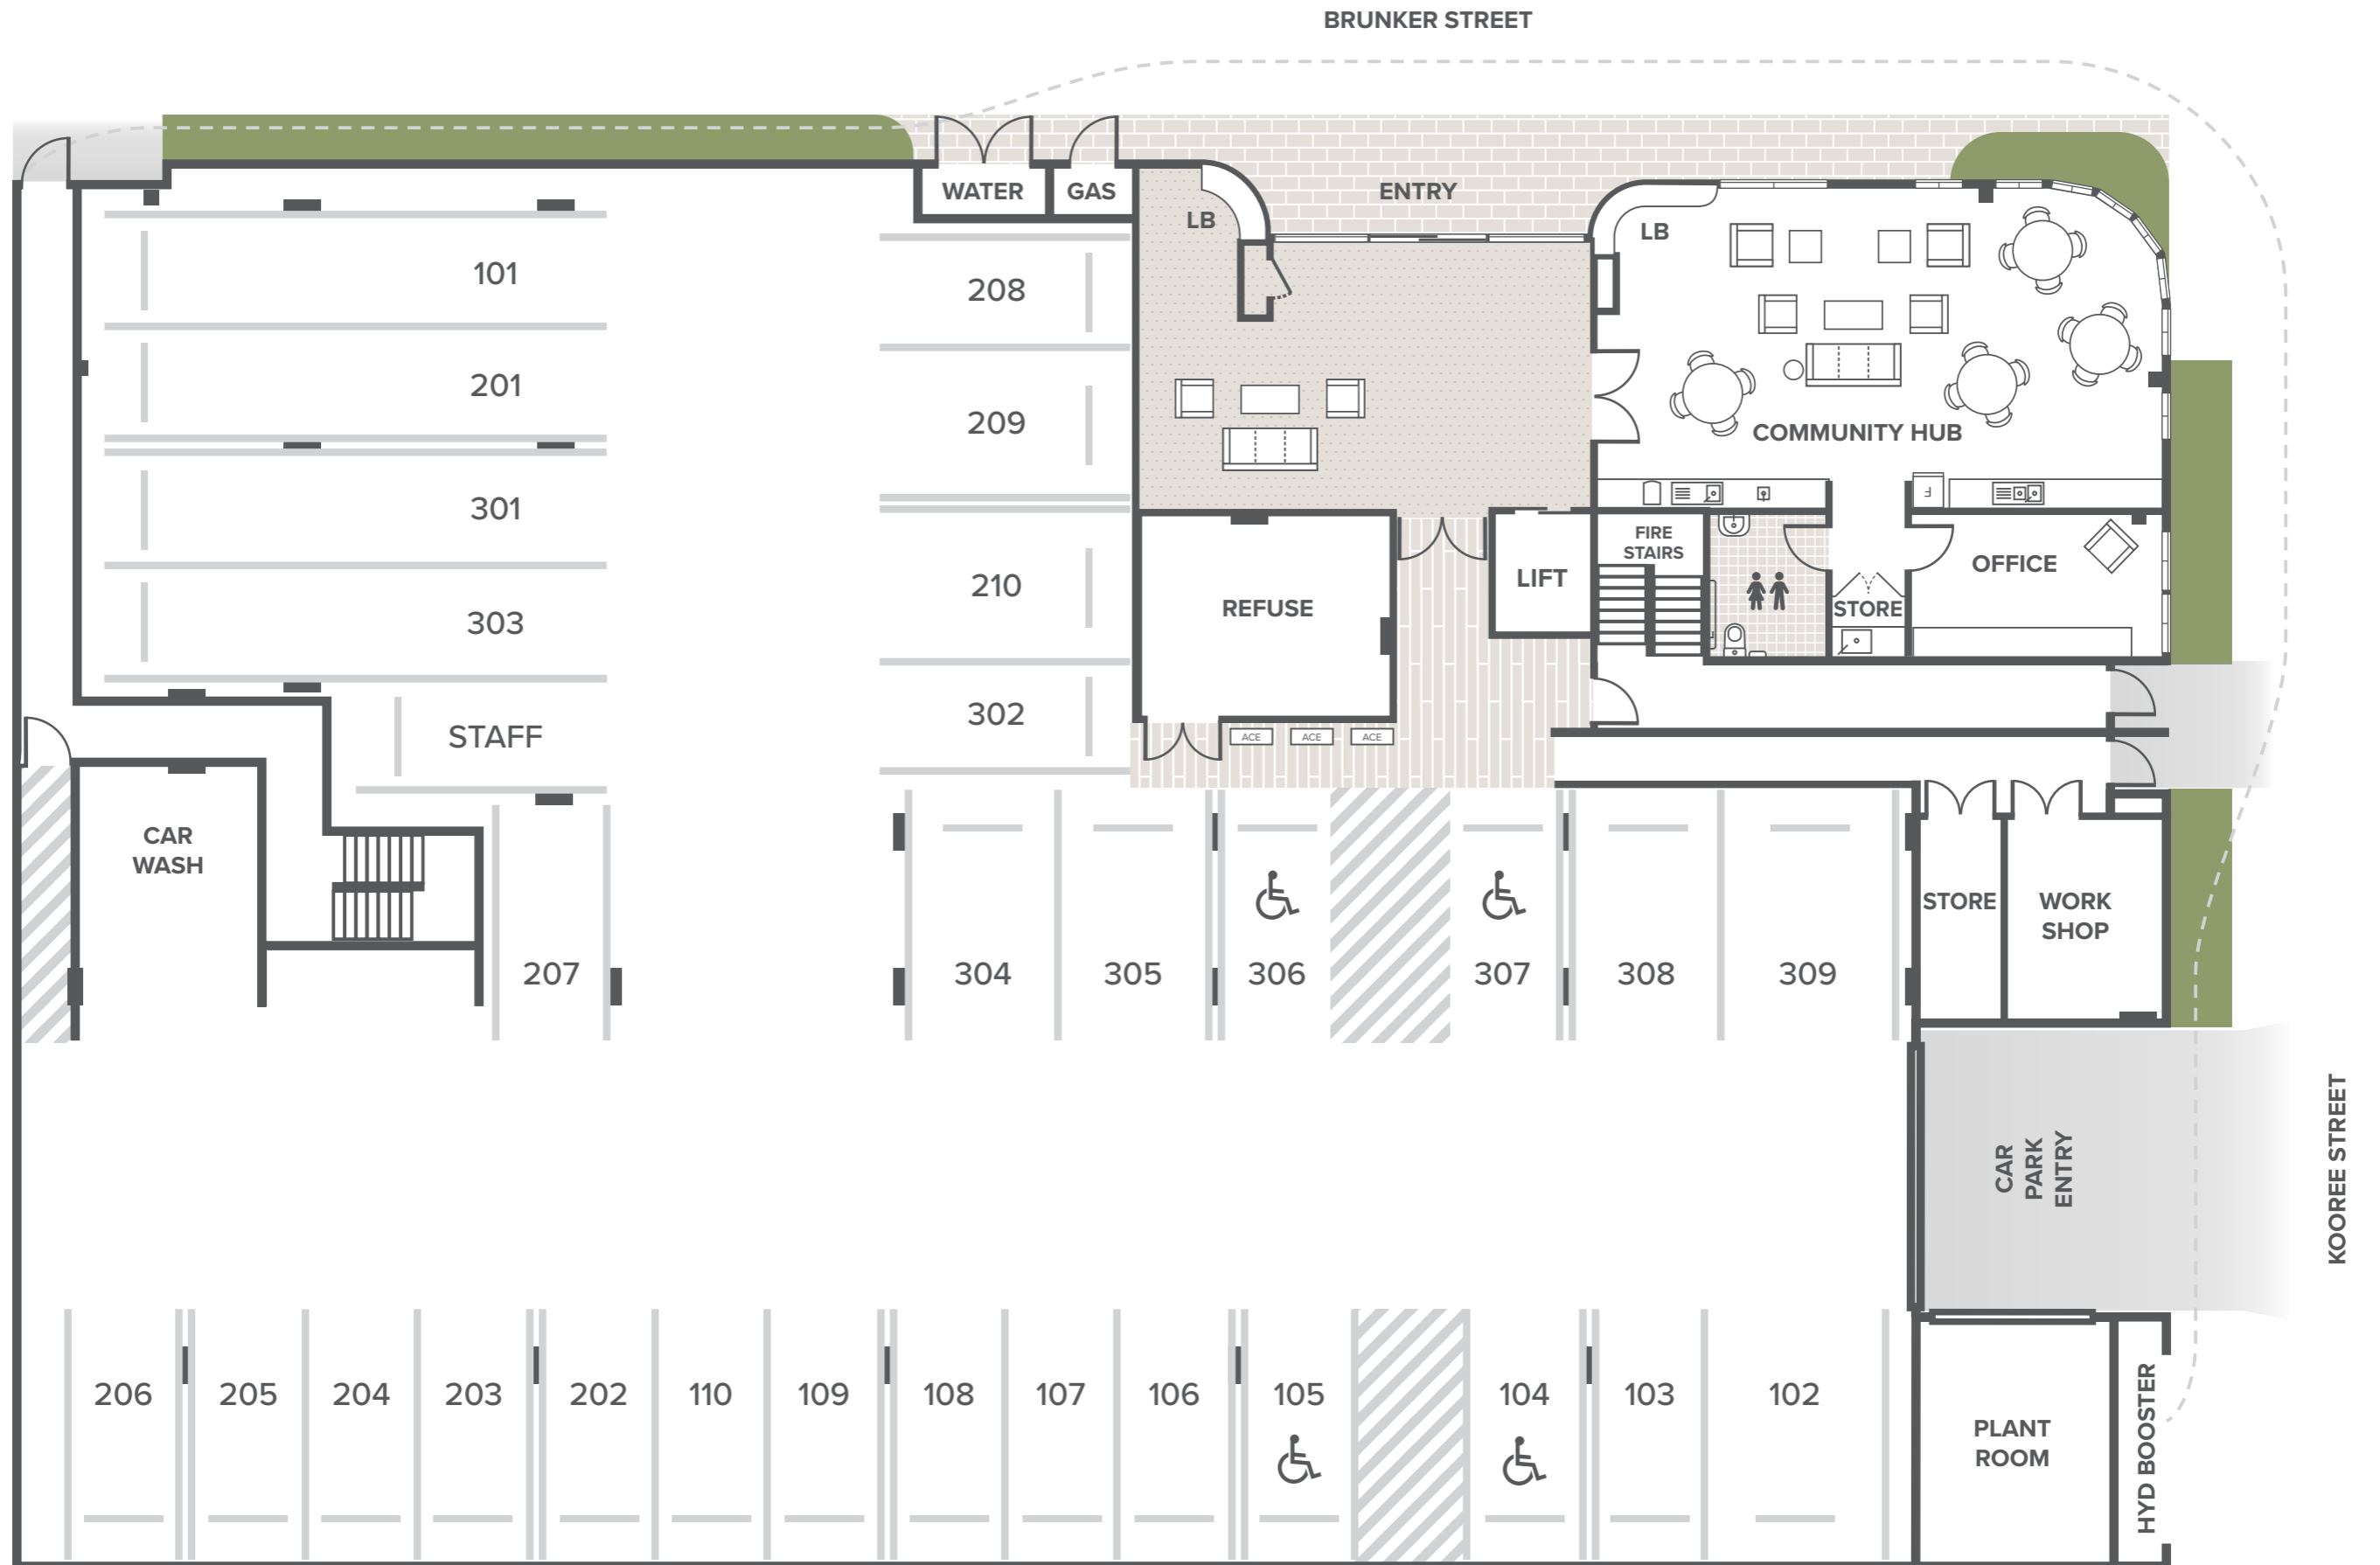 BRUNKER STREET
WATER
GAS
LB
ENTRY
LB
101
208
201
209
COMMUNITY HUB
301
F
210
FIRE
STAIRS
LIFT
OFFICE
REFUSE
STORE
303
302
STAFF
ACE
ACE
ACE
CAR
WASH
STORE
WORK
SHOP
207
304
305
306
307
308
309
CAR
PARK
ENTRY
KOOREE STREET
206
205
204
203
202
110
109
108
107
106
105
104
103
102
PLANT
ROOM
HYD BOOSTER